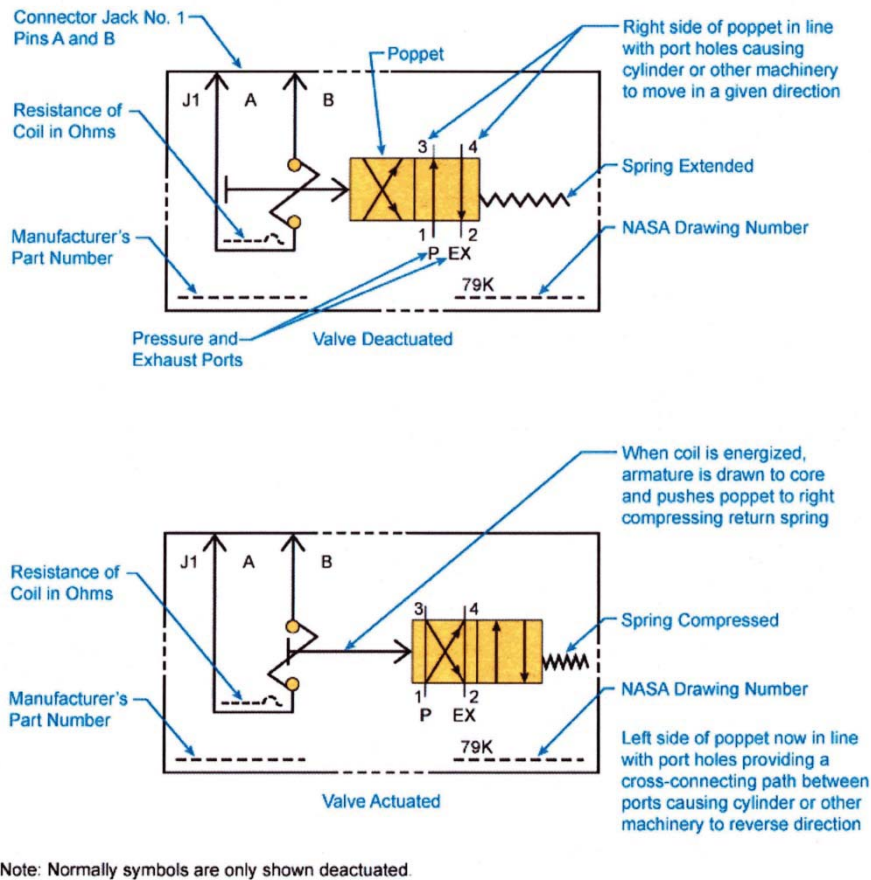 Connector Jack No. 1
Pins A and B
Poppet
Right side of poppet in line
with port holes causing
cylinder or other machinery
to move in a given direction
J1
A
B
Resistance of
Coil in Ohms
3
4
Spring Extended
Manufacturer's
Part Number
1
2
P
EX
NASA Drawing Number
79K
Pressure and
Exhaust Ports
Valve Deactuated
When coil is energized,
armature is drawn to core
and pushes poppet to right
compressing return spring
J1
A
B
Resistance of
Coil in Ohms
3
4
Spring Compressed
Manufacturer's
Part Number
1
2
P
EX
NASA Drawing Number
79K
Left side of poppet now in line
with port holes providing a
cross-connecting path between
ports causing cylinder or other
machinery to reverse direction
Valve Actuated
Note: Normally symbols are only shown deactuated.